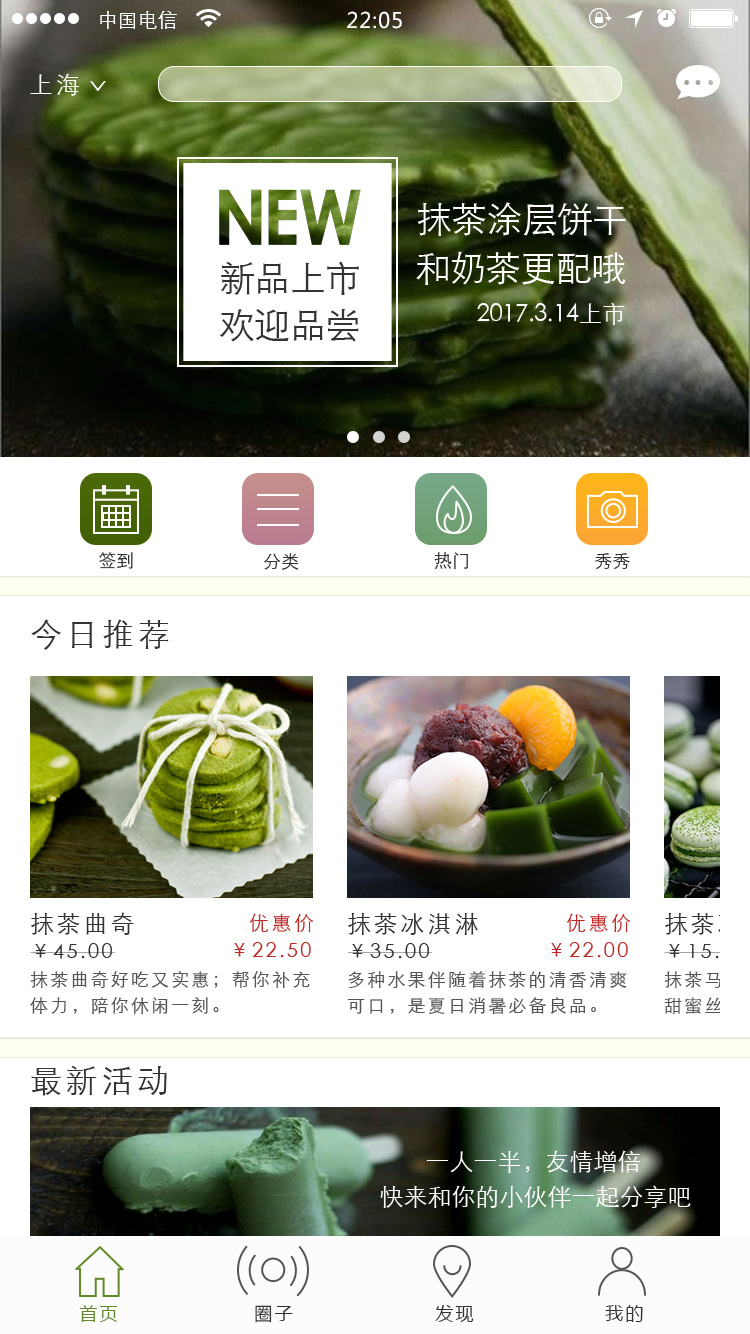 中国电信
22:05
上海
NEW
新品上市
欢迎品尝
抹茶涂层饼干
和奶茶更配哦
2017.3.14上市
签到
分类
热门
秀秀
今日推荐
抹茶曲奇 优惠价
￥45.00 ￥22.50
抹茶曲奇好吃又实惠；帮你补充
体力，陪你休闲一刻。
抹茶冰淇淋 优惠价
￥35.00 ￥22.00
多种水果伴随着抹茶的清香清爽
可口，是夏日消暑必备良品。
抹茶
￥15.
抹茶马
甜蜜丝
最新活动
一人一半，友情增倍
快来和你的小伙伴一起分享吧
首页
圈子
发现
我的